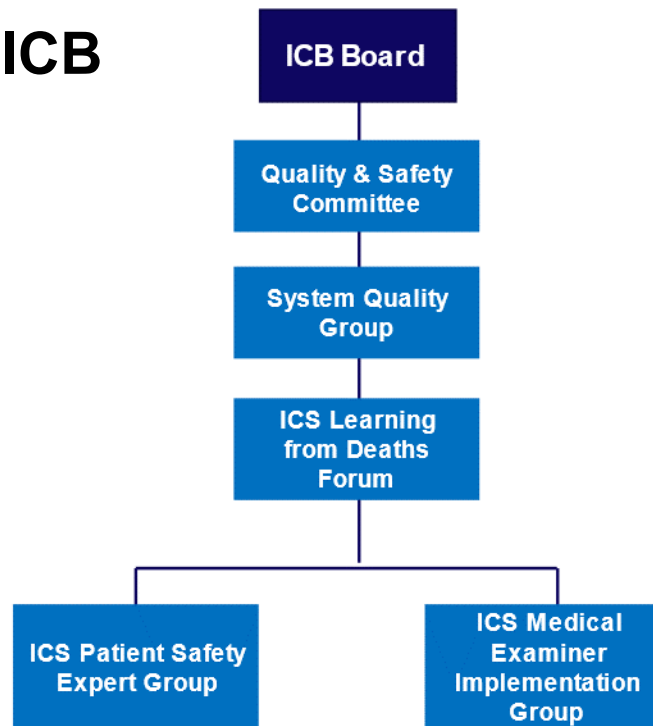 ICB
ICB Board
Quality & Safety
Committee
System Quality
Group
ICS Learning
from Deaths
Forum
ICS Patient Safety
Expert Group
ICS Medical
Examiner
Implementation
Group